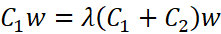 C₁w = λ(C₁ + C₂)w